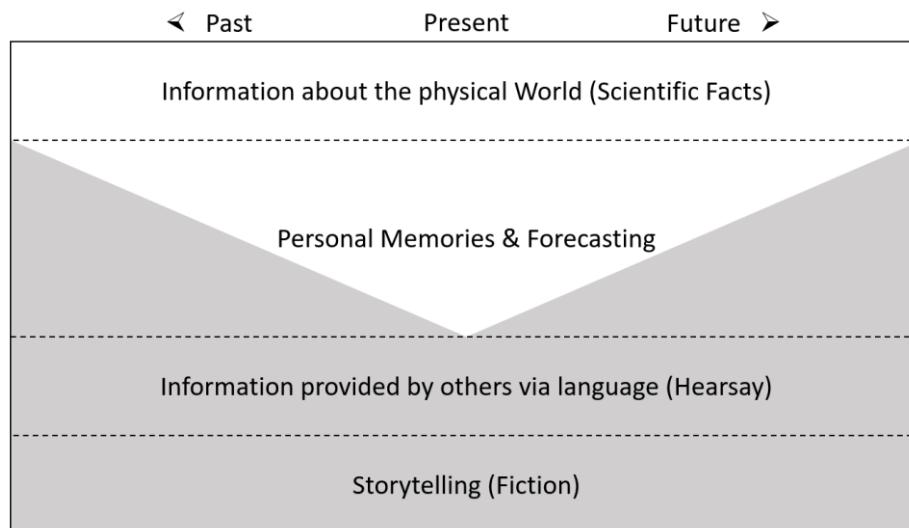 ⮜ Past Present Future ⮞
Information about the physical World (Scientific Facts)
Personal Memories & Forecasting
Information provided by others via language (Hearsay)
Storytelling (Fiction)